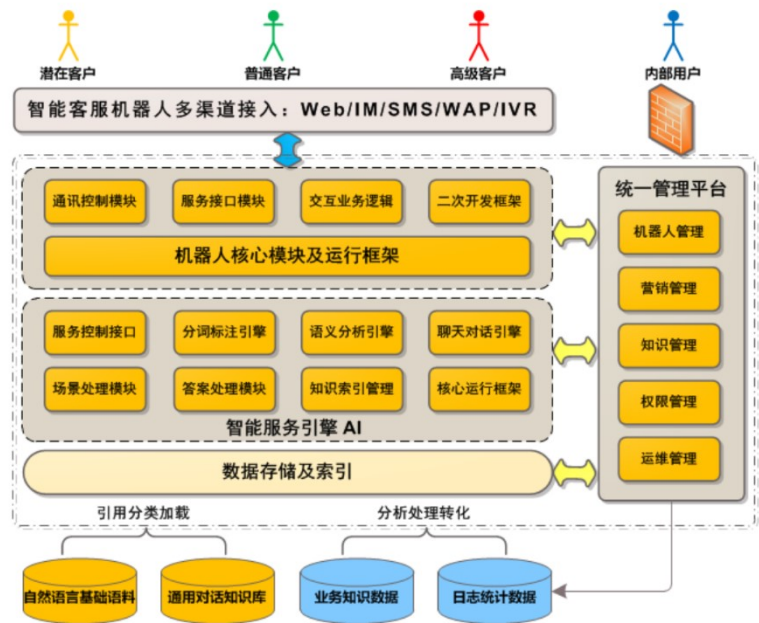 潜在客户
普通客户
高级客户
内部用户
智能客服机器人多渠道接入：Web/IM/SMS/WAP/IVR
通讯控制模块
服务接口模块
交互业务逻辑
二次开发框架
机器人核心模块及运行框架
统一管理平台
机器人管理
营销管理
知识管理
权限管理
运维管理
服务控制接口
分词标注引擎
语义分析引擎
聊天对话引擎
场景处理模块
答案处理模块
知识索引管理
核心运行框架
智能服务引擎 AI
数据存储及索引
引用分类加载
分析处理转化
自然语言基础语料
通用对话知识库
业务知识数据
日志统计数据